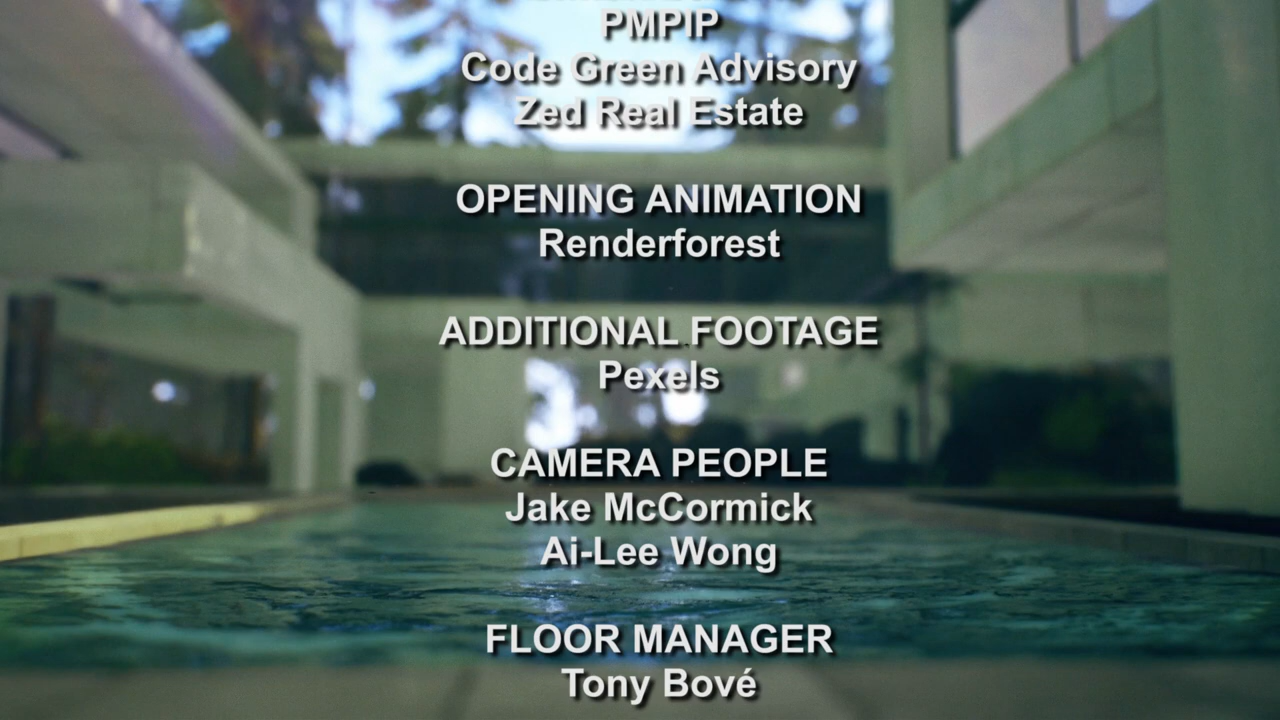 PMPIP
Code Green Advisory
Zed Real Estate
OPENING ANIMATION
Renderforest
ADDITIONAL FOOTAGE
Pexels
CAMERA PEOPLE
Jake McCormick
Ai-Lee Wong
FLOOR MANAGER
Tony Bové